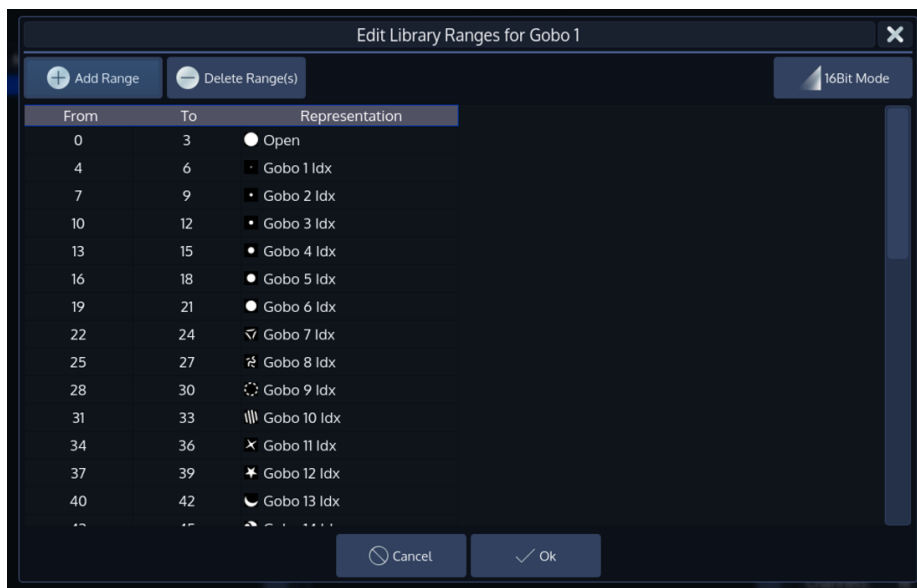 Edit Library Ranges for Gobo 1
Add Range Delete Range(s) 16Bit Mode
From To Representation
0 3 Open
4 6 Gobo 1 Idx
7 9 Gobo 2 Idx
10 12 Gobo 3 Idx
13 15 Gobo 4 Idx
16 18 Gobo 5 Idx
19 21 Gobo 6 Idx
22 24 Gobo 7 Idx
25 27 Gobo 8 Idx
28 30 Gobo 9 Idx
31 33 Gobo 10 Idx
34 36 Gobo 11 Idx
37 39 Gobo 12 Idx
40 42 Gobo 13 Idx
Cancel Ok